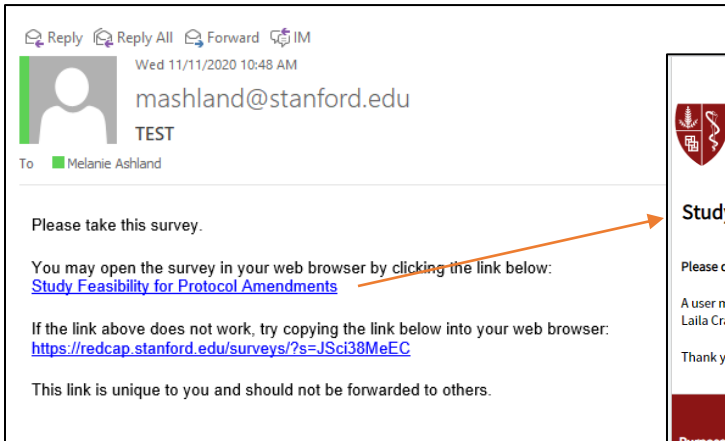 Reply Reply All Forward IM
Wed 11/11/2020 10:48 AM
mashland@stanford.edu
TEST
To Melanie Ashland
Please take this survey.
You may open the survey in your web browser by clicking the link below:
Study Feasibility for Protocol Amendments
If the link above does not work, try copying the link below into your web browser:
https://redcap.stanford.edu/surveys/?s=JSci38MeEC
This link is unique to you and should not be forwarded to others.
Study
Please
A user
Laila
Thank